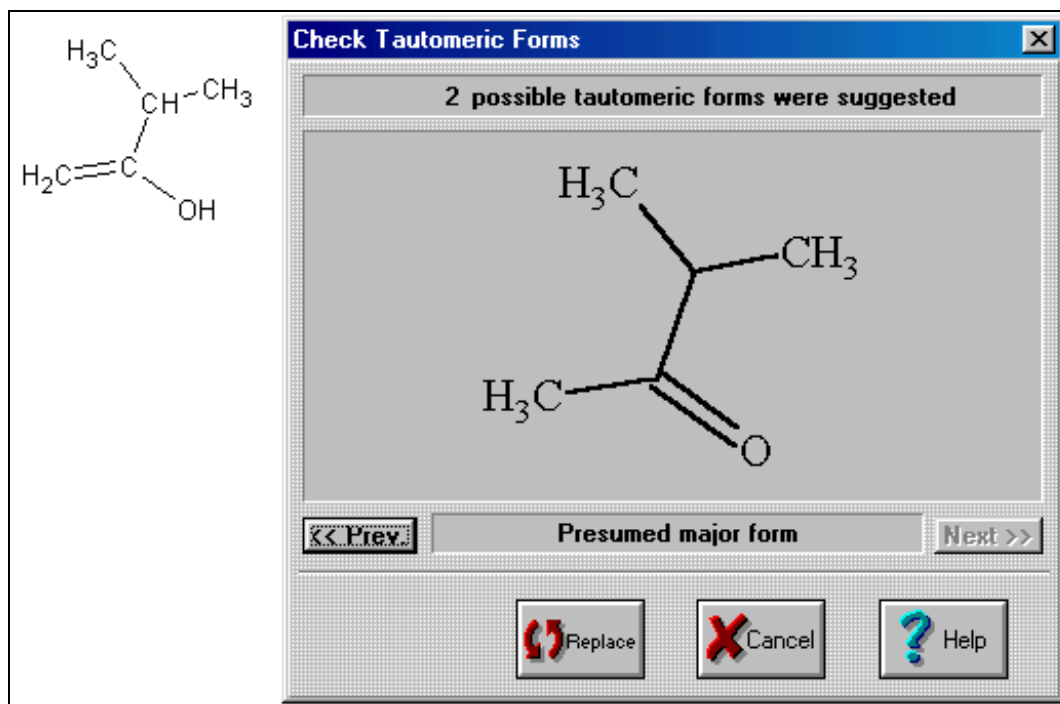 H₃C
CH
CH₃
H₂C
C
OH
Check Tautomeric Forms
2 possible tautomeric forms were suggested
H₃C
CH₃
H₃C
O
<< Prev.
Presumed major form
Next >>
Replace
Cancel
? Help